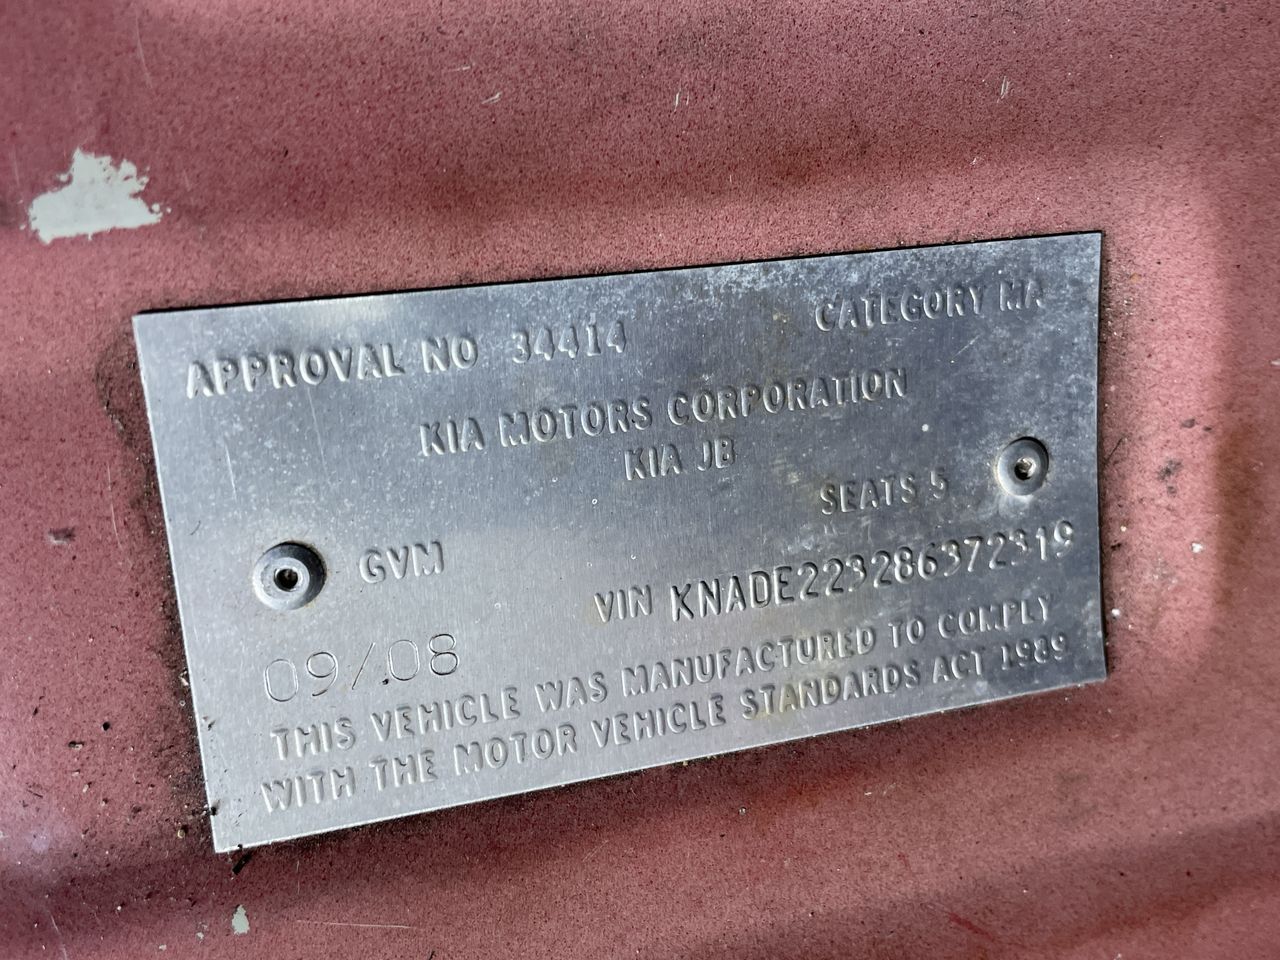 APPROVAL NO 34414 CATEGORY MA
KIA MOTORS CORPORATION
KIA JB
SEATS 5
GVM
VIN KNADE223286372319
09/08
THIS VEHICLE WAS MANUFACTURED TO COMPLY
WITH THE MOTOR VEHICLE STANDARDS ACT 1989